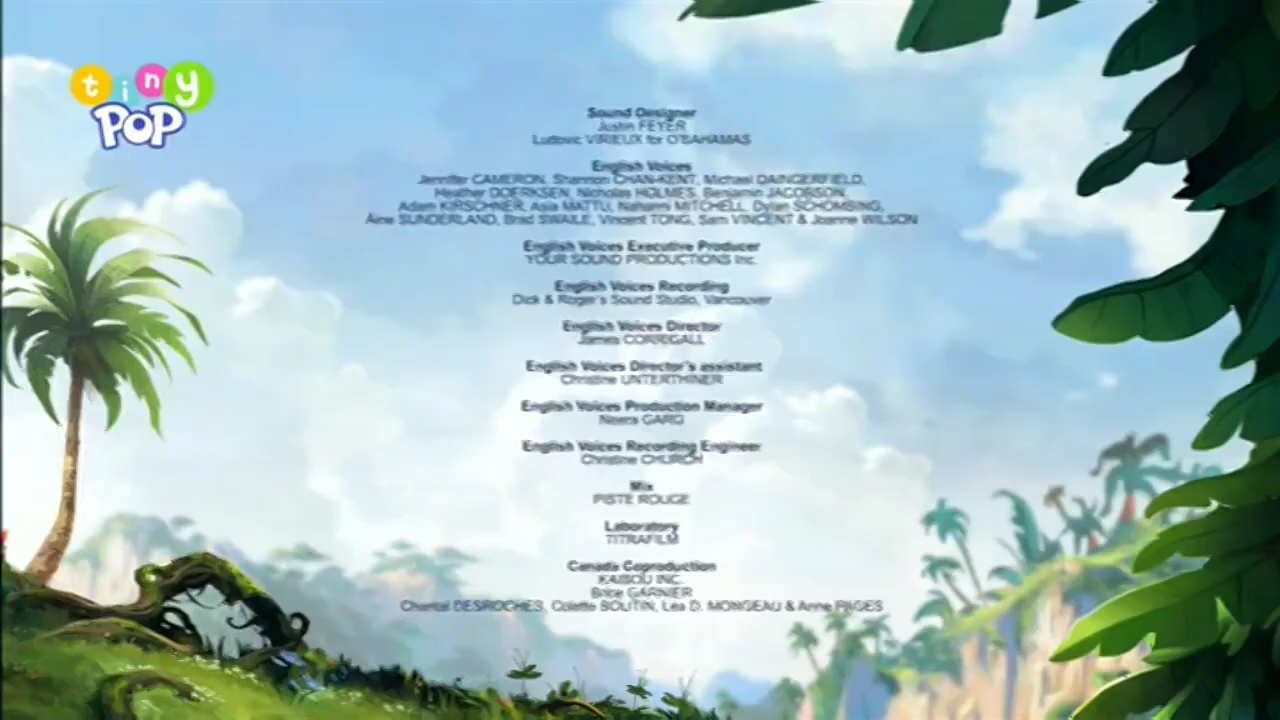 tiny
POP
Sound Designer
Justin FEYER
Ludovic VIRIEUX for O'BAHAMAS
English Voices
Jennifer CAMERON, Shannon CHAN-KENT, Michael DAINGERFIELD,
Heather DOERKSEN, Nicholas HOLMES, Benjamin JACOBSON,
Adam KIRSCHNER, Asia MATTU, Nahanni MITCHELL, Dylan SCHOMBING,
Aine SUNDERLAND, Brad SWAILE, Vincent TONG, Sam VINCENT & Joanne WILSON
English Voices Executive Producer
YOUR SOUND PRODUCTIONS Inc.
English Voices Recording
Dick & Roger's Sound Studio, Vancouver
English Voices Director
James CORRIGALL
English Voices Director's assistant
Christine UNTERTHINER
English Voices Production Manager
Neera GARG
English Voices Recording Engineer
Christine CHURCH
Mix
PISTE ROUGE
Laboratory
TITRAFILM
Canada Coproduction
KAIBOU INC.
Brice GARNIER
Chantal DESROCHES, Colette BOUTIN, Lea D. MONGEAU & Anne PAGES